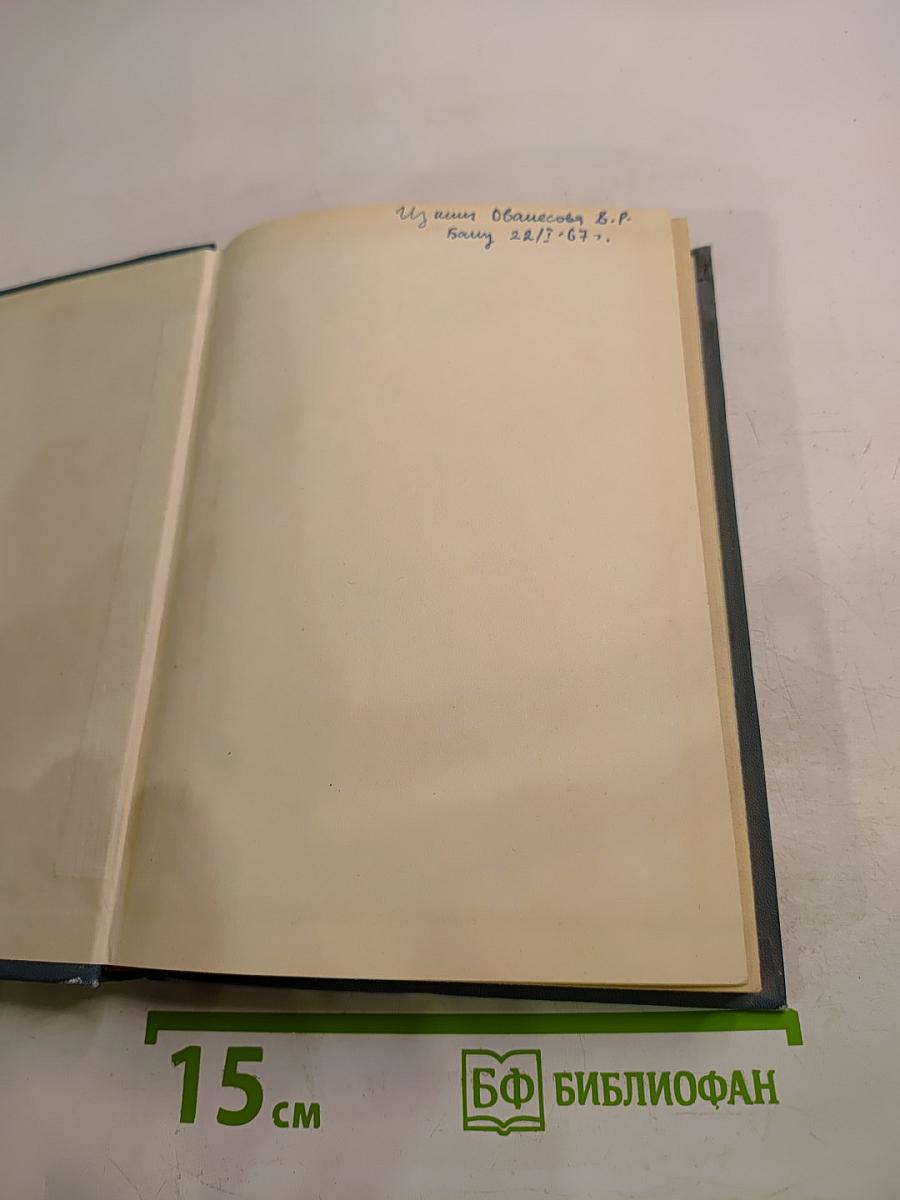 Из книг Ованесова В.Р.
Баку 22/I-67г.
15 см
БФ БИБЛИОФАН